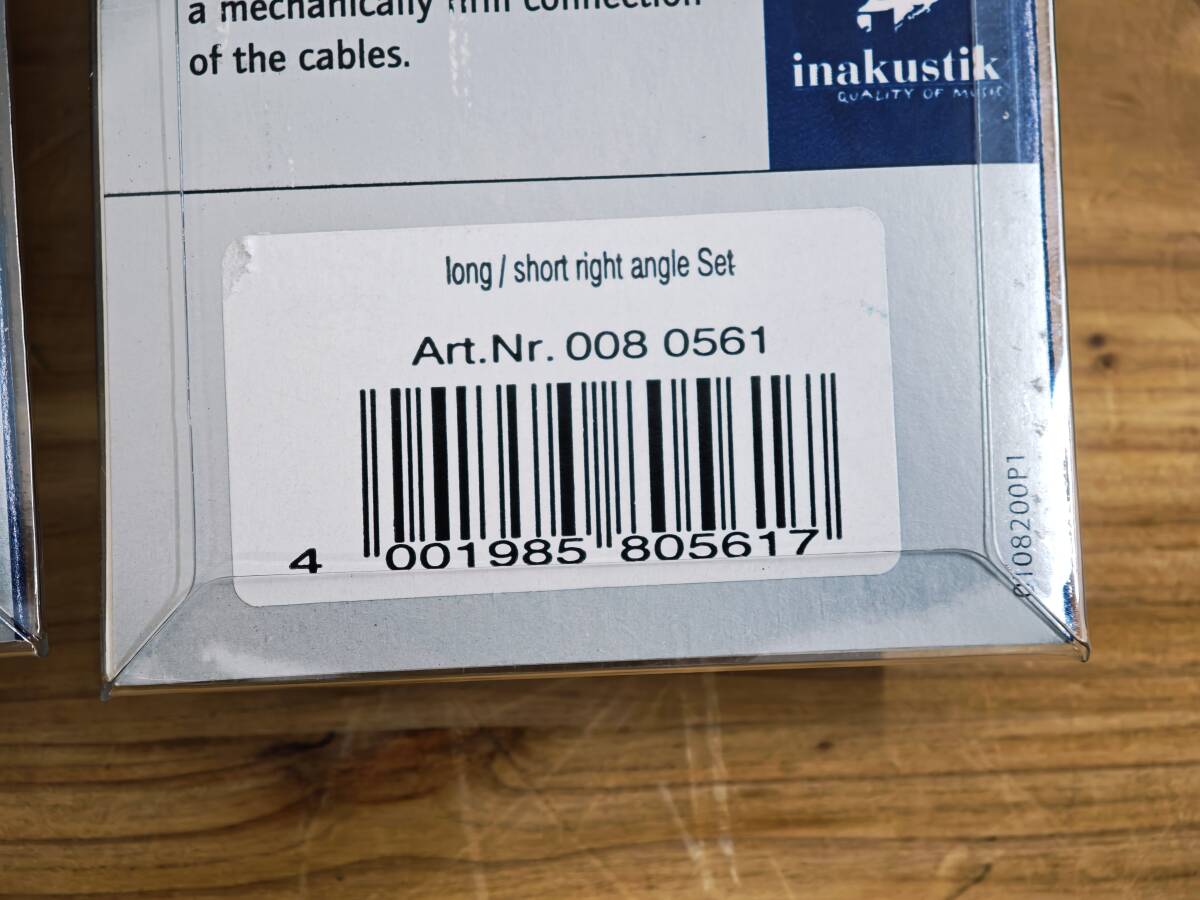 a mechanically firm connection
of the cables.
inakustik
QUALITY OF MUSIC
long / short right angle Set
Art.Nr. 008 0561
4 001985 805617
0108200P1